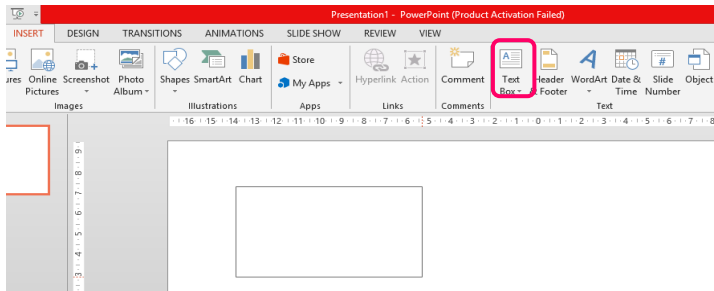 Presentation1 - PowerPoint (Product Activation Failed)
INSERT DESIGN TRANSITIONS ANIMATIONS SLIDE SHOW REVIEW VIEW
Store
ures Online Screenshot Photo Shapes SmartArt Chart My Apps Hyperlink Action Comment Text Header WordArt Date & Slide Object
Pictures Album Box & Footer Time Number
Images Illustrations Apps Links Comments Text
16 15 14 13 12 11 10 9 8 7 6 5 4 3 2 1 0 1 2 3 4 5 6 7 8
9
8
7
6
5
4
3